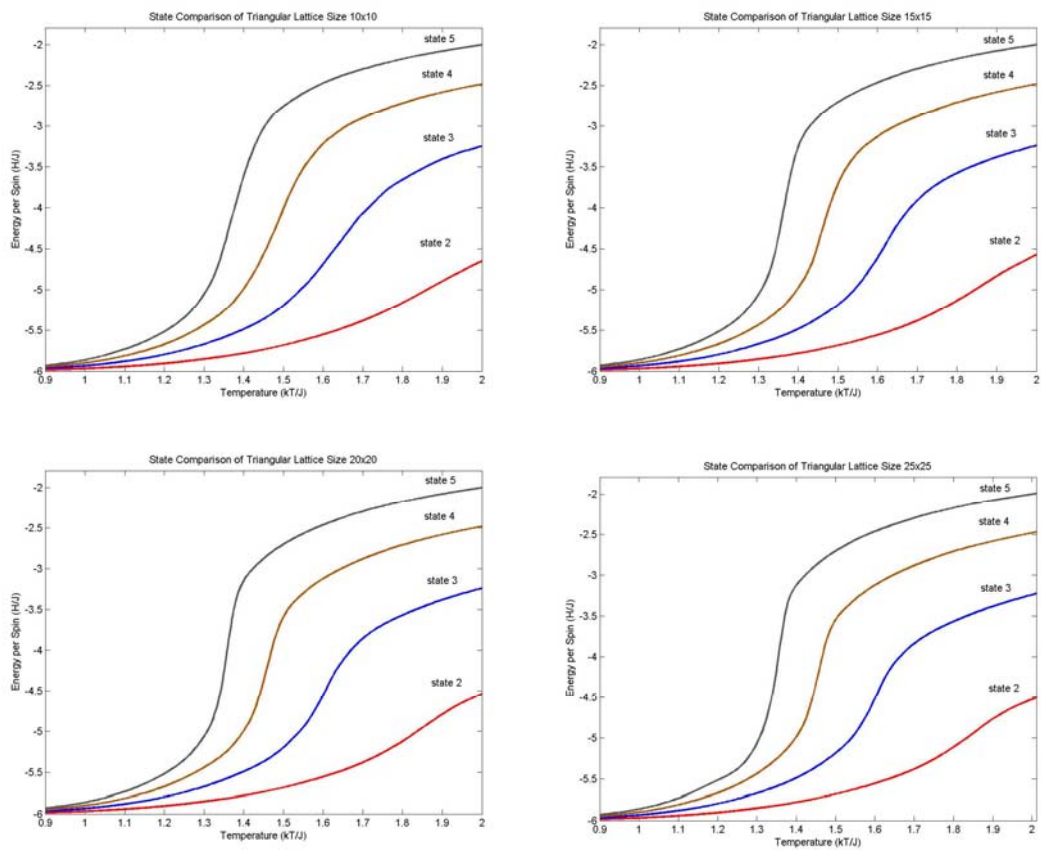 State Comparison of Triangular Lattice Size 10x10
-2
-2.5
-3
-3.5
-4
-4.5
-5
-5.5
-6
Energy per Spin (H/J)
state 5
state 4
state 3
state 2
0.9 1 1.1 1.2 1.3 1.4 1.5 1.6 1.7 1.8 1.9 2
Temperature (kT/J)
State Comparison of Triangular Lattice Size 15x15
-2
-2.5
-3
-3.5
-4
-4.5
-5
-5.5
-6
Energy per Spin (H/J)
state 5
state 4
state 3
state 2
0.9 1 1.1 1.2 1.3 1.4 1.5 1.6 1.7 1.8 1.9 2
Temperature (kT/J)
State Comparison of Triangular Lattice Size 20x20
-2
-2.5
-3
-3.5
-4
-4.5
-5
-5.5
-6
Energy per Spin (H/J)
state 5
state 4
state 3
state 2
0.9 1 1.1 1.2 1.3 1.4 1.5 1.6 1.7 1.8 1.9 2
Temperature (kT/J)
State Comparison of Triangular Lattice Size 25x25
-2
-2.5
-3
-3.5
-4
-4.5
-5
-5.5
-6
Energy per Spin (H/J)
state 5
state 4
state 3
state 2
0.9 1 1.1 1.2 1.3 1.4 1.5 1.6 1.7 1.8 1.9 2
Temperature (kT/J)